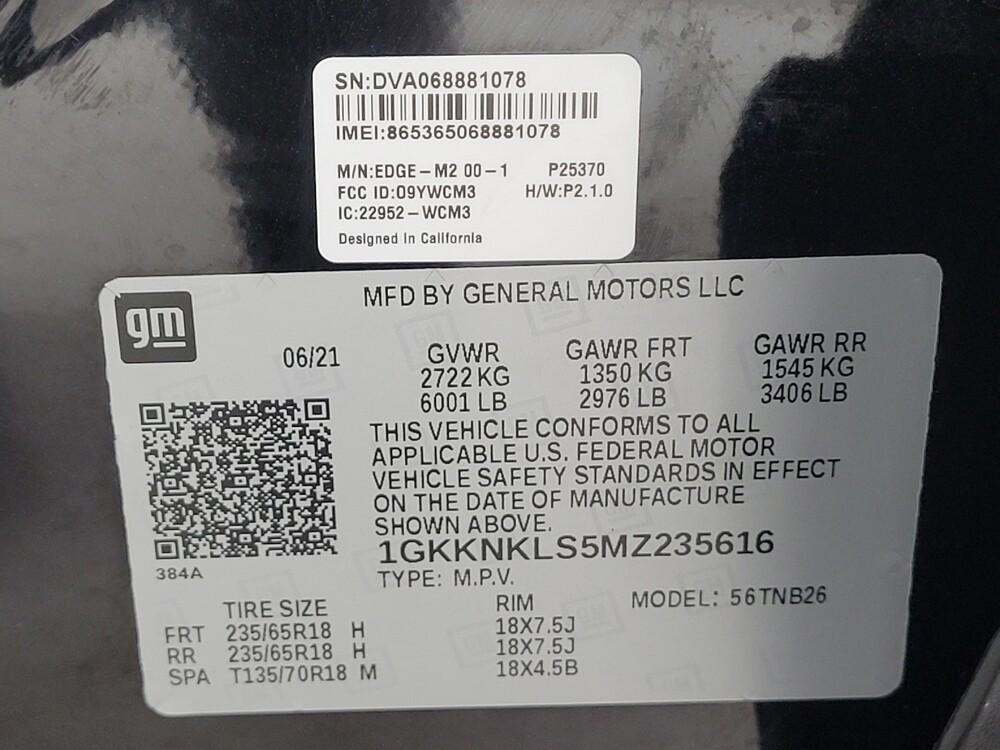 SN:DVA068881078
IMEI:865365068881078
M/N:EDGE-M2 00-1 P25370
FCC ID:O9YWCM3 H/W:P2.1.0
IC:22952-WCM3
Designed In California
gm
MFD BY GENERAL MOTORS LLC
06/21 GVWR GAWR FRT GAWR RR
2722 KG 1350 KG 1545 KG
6001 LB 2976 LB 3406 LB
THIS VEHICLE CONFORMS TO ALL
APPLICABLE U.S. FEDERAL MOTOR
VEHICLE SAFETY STANDARDS IN EFFECT
ON THE DATE OF MANUFACTURE
SHOWN ABOVE.
1GKKNKLS5MZ235616
384A
TYPE: M.P.V.
TIRE SIZE RIM MODEL: 56TNB26
FRT 235/65R18 H 18X7.5J
RR 235/65R18 H 18X7.5J
SPA T135/70R18 M 18X4.5B